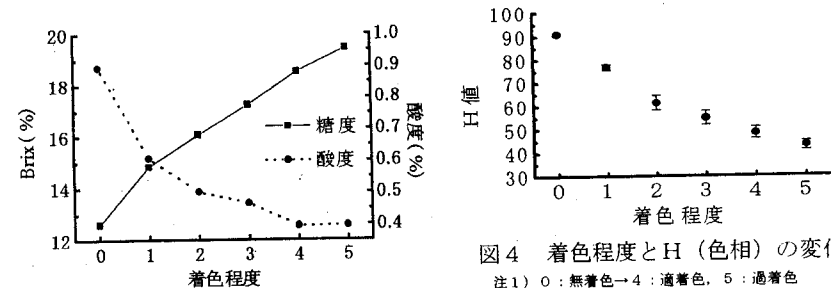 20
18
16
14
12
Brix(%)
1.0
0.9
0.8
0.7
0.6
0.5
0.4
酸度(%)
糖度
酸度
0 1 2 3 4 5
着色程度
100
90
80
70
60
50
40
30
H値
0 1 2 3 4 5
着色程度
図4 着色程度とH(色相)の変化
注1) 0:無着色→4:適着色, 5:過着色